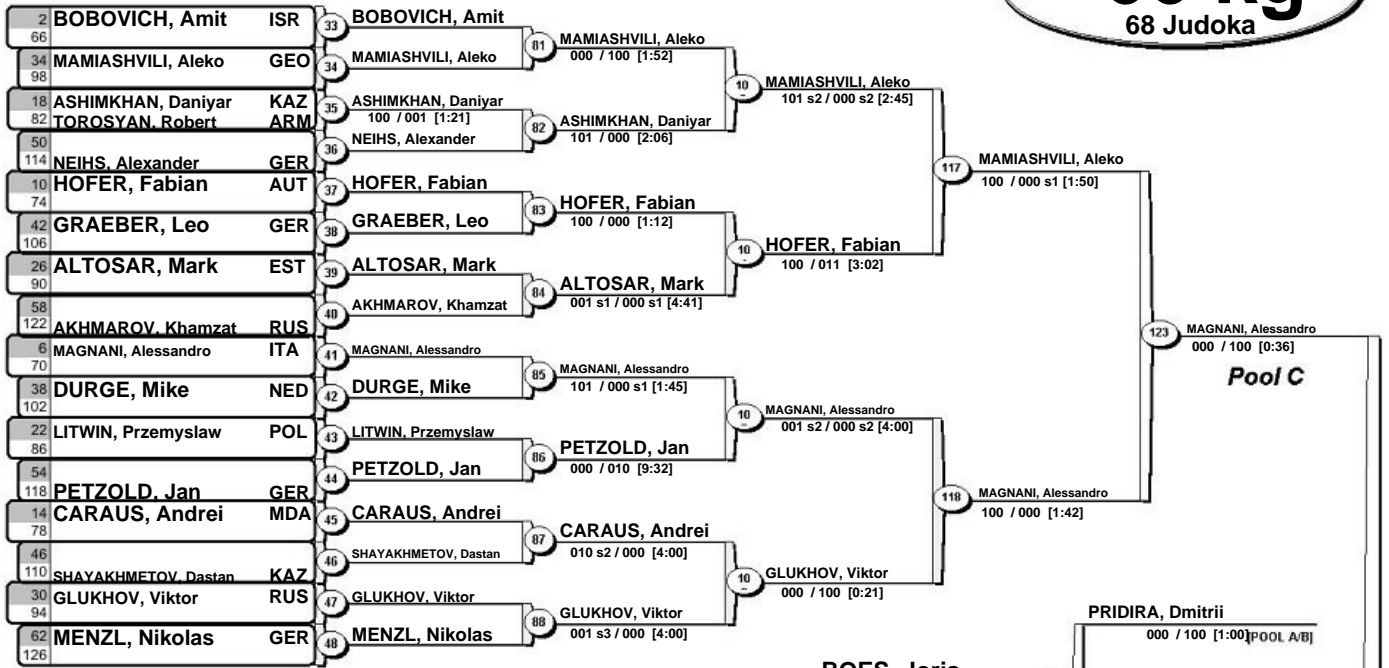 68 Judoka
2 BOBOVICH, Amit ISR
66
33
34 MAMIASHVILI, Aleko GEO
98
34
18 ASHIMKHAN, Daniyar KAZ
82 TOROSYAN, Robert ARM
35
50
114 NEIHS, Alexander GER
36
10 HOFER, Fabian AUT
74
37
42 GRAEBER, Leo GER
106
38
26 ALTOSAR, Mark EST
90
39
58
122 AKHMAROV, Khamzat RUS
40
6 MAGNANI, Alessandro ITA
70
41
38 DURGE, Mike NED
102
42
22 LITWIN, Przemyslaw POL
86
43
54
118 PETZOLD, Jan GER
44
14 CARAUS, Andrei MDA
78
45
46
110 SHAYAKHMETOV, Dastan KAZ
46
30 GLUKHOV, Viktor RUS
94
47
62 MENZL, Nikolas GER
126
48
BOBOVICH, Amit
MAMIASHVILI, Aleko
81
ASHIMKHAN, Daniyar
100 / 001 [1:21]
NEIHS, Alexander
82
HOFER, Fabian
GRAEBER, Leo
83
ALTOSAR, Mark
AKHMAROV, Khamzat
84
MAGNANI, Alessandro
DURGE, Mike
85
LITWIN, Przemyslaw
PETZOLD, Jan
86
CARAUS, Andrei
SHAYAKHMETOV, Dastan
87
GLUKHOV, Viktor
MENZL, Nikolas
88
MAMIASHVILI, Aleko
000 / 100 [1:52]
ASHIMKHAN, Daniyar
101 / 000 [2:06]
10
HOFER, Fabian
100 / 000 [1:12]
ALTOSAR, Mark
001 s1 / 000 s1 [4:41]
10
MAGNANI, Alessandro
101 / 000 s1 [1:45]
PETZOLD, Jan
000 / 010 [9:32]
10
CARAUS, Andrei
010 s2 / 000 [4:00]
GLUKHOV, Viktor
001 s3 / 000 [4:00]
10
MAMIASHVILI, Aleko
101 s2 / 000 s2 [2:45]
HOFER, Fabian
100 / 011 [3:02]
117
MAGNANI, Alessandro
001 s2 / 000 s2 [4:00]
GLUKHOV, Viktor
000 / 100 [0:21]
118
MAMIASHVILI, Aleko
100 / 000 s1 [1:50]
MAGNANI, Alessandro
100 / 000 [1:42]
123
MAGNANI, Alessandro
000 / 100 [0:36]
Pool C
PRIDIRA, Dmitrii
000 / 100 [1:00] [POOL A/B]